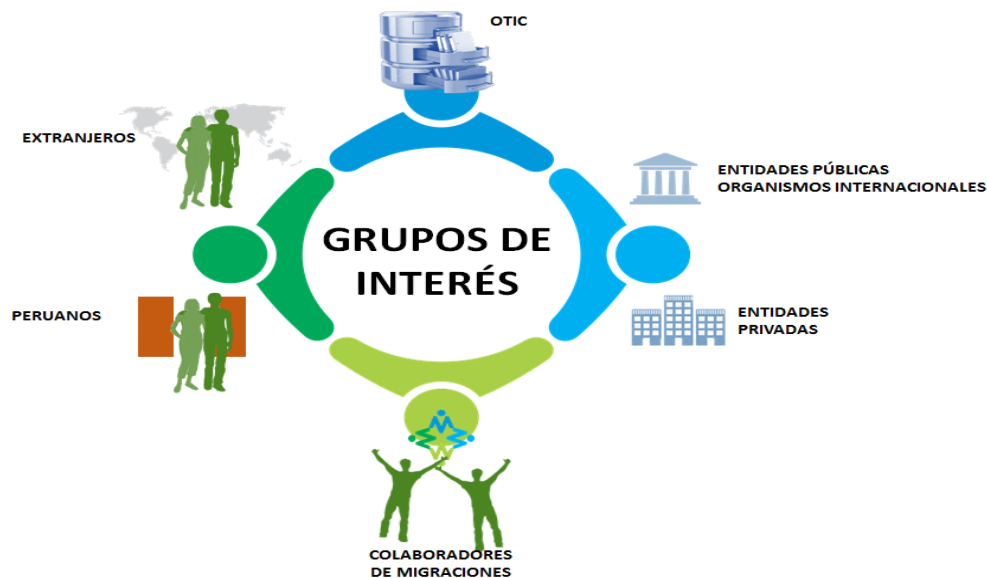 OTIC
EXTRANJEROS
ENTIDADES PÚBLICAS
ORGANISMOS INTERNACIONALES
GRUPOS DE
INTERÉS
PERUANOS
ENTIDADES
PRIVADAS
COLABORADORES
DE MIGRACIONES